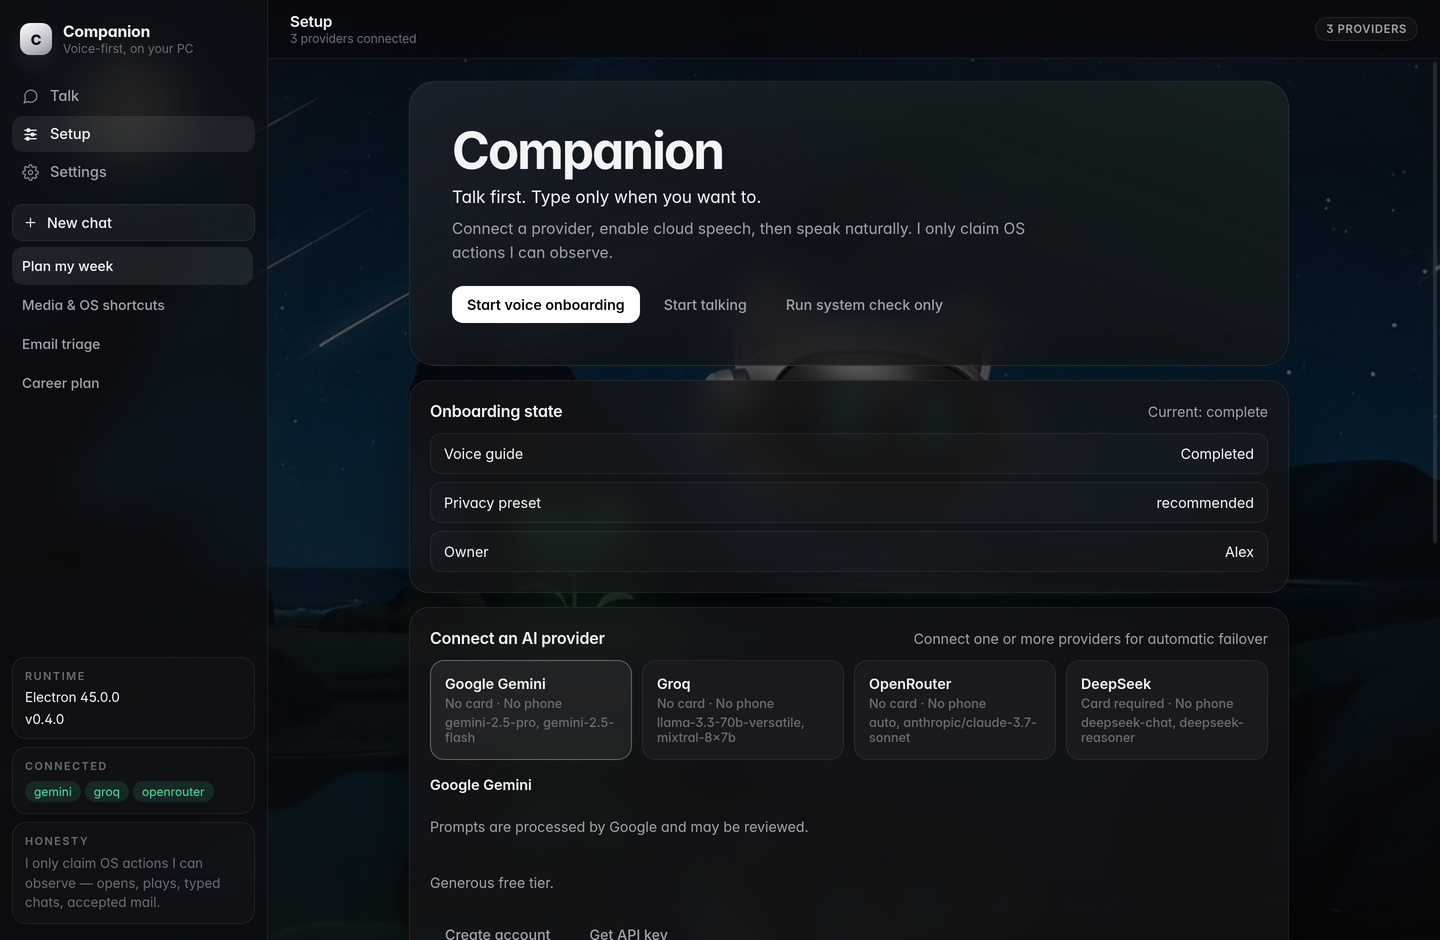 C
Companion
Voice-first, on your PC
Talk
Setup
Settings
+ New chat
Plan my week
Media & OS shortcuts
Email triage
Career plan
RUNTIME
Electron 45.0.0
v0.4.0
CONNECTED
gemini groq openrouter
HONESTY
I only claim OS actions I can
observe — opens, plays, typed
chats, accepted mail.
Setup
3 providers connected
3 PROVIDERS
Companion
Talk first. Type only when you want to.
Connect a provider, enable cloud speech, then speak naturally. I only claim OS
actions I can observe.
Start voice onboarding Start talking Run system check only
Onboarding state Current: complete
Voice guide Completed
Privacy preset recommended
Owner Alex
Connect an AI provider Connect one or more providers for automatic failover
Google Gemini
No card · No phone
gemini-2.5-pro, gemini-2.5-
flash
Groq
No card · No phone
llama-3.3-70b-versatile,
mixtral-8×7b
OpenRouter
No card · No phone
auto, anthropic/claude-3.7-
sonnet
DeepSeek
Card required · No phone
deepseek-chat, deepseek-
reasoner
Google Gemini
Prompts are processed by Google and may be reviewed.
Generous free tier.
Create account Get API key